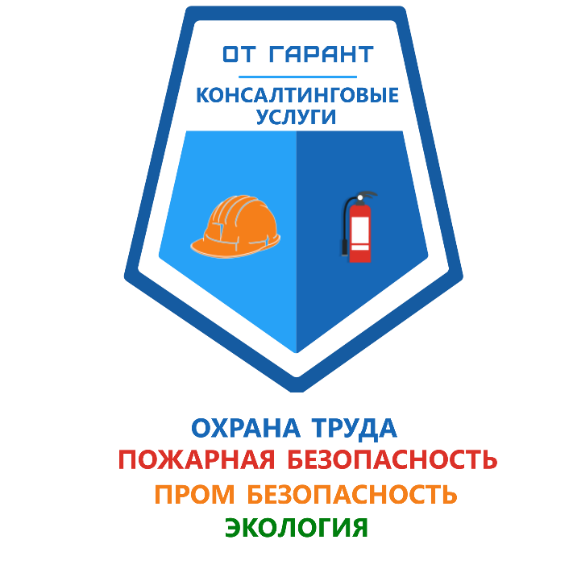 ОТ ГАРАНТ
КОНСАЛТИНГОВЫЕ
УСЛУГИ
ОХРАНА ТРУДА
ПОЖАРНАЯ БЕЗОПАСНОСТЬ
ПРОМ БЕЗОПАСНОСТЬ
ЭКОЛОГИЯ